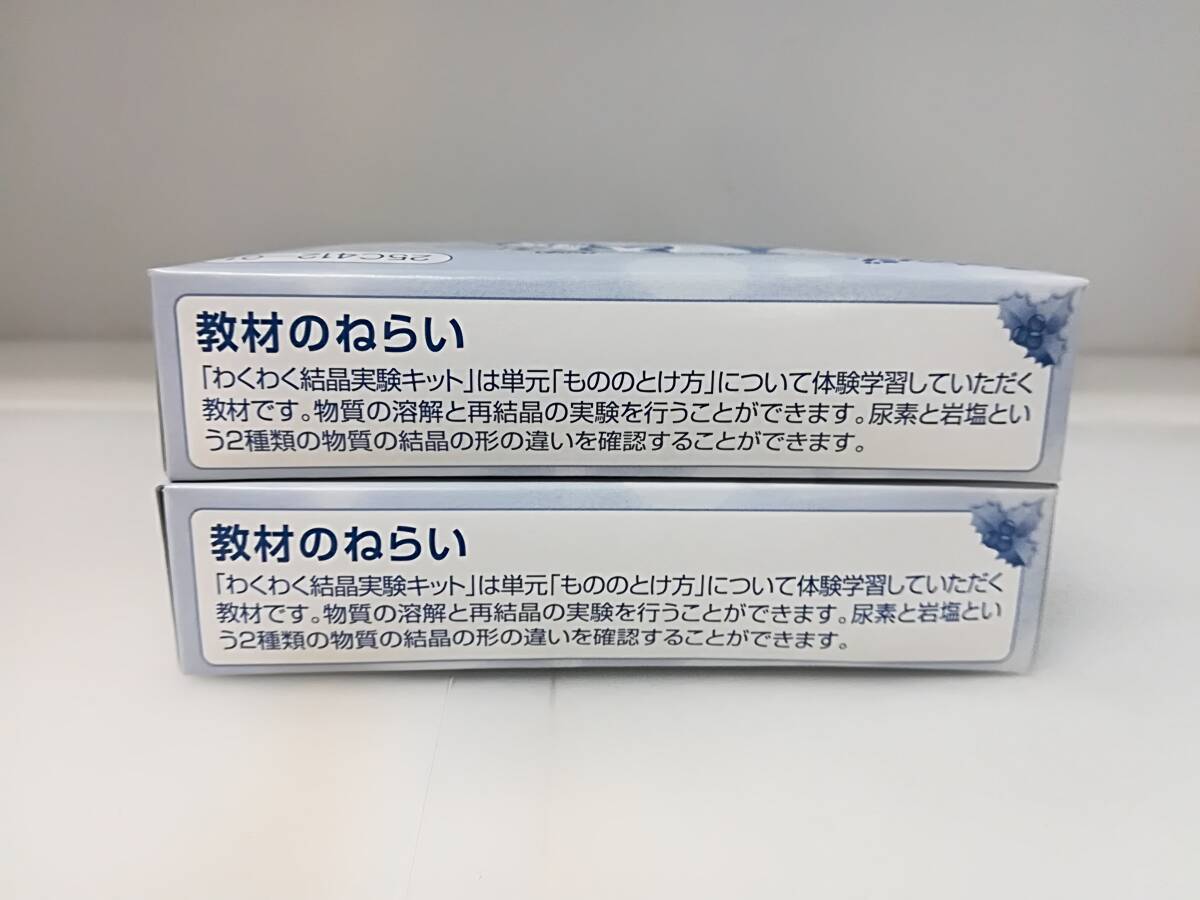 25C412
教材のねらい
「わくわく結晶実験キット」は単元「もののとけ方」について体験学習していただく
教材です。物質の溶解と再結晶の実験を行うことができます。尿素と岩塩とい
う2種類の物質の結晶の形の違いを確認することができます。
教材のねらい
「わくわく結晶実験キット」は単元「もののとけ方」について体験学習していただく
教材です。物質の溶解と再結晶の実験を行うことができます。尿素と岩塩とい
う2種類の物質の結晶の形の違いを確認することができます。